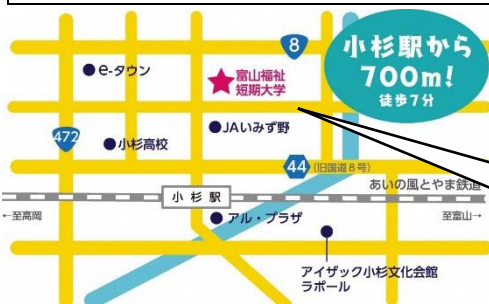 8
小杉駅から
700m!
徒歩7分
e-タウン
富山福祉
短期大学
472
小杉高校
JAいみず野
44
(旧国道8号)
あいの風とやま鉄道
小杉駅
←至高岡
アル・プラザ
至富山→
アイザック小杉文化会館
ラポール